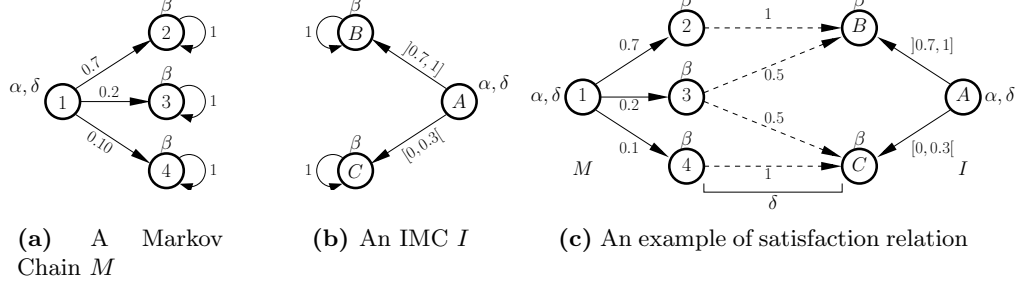 β
2
1
0.7
α, δ
1
0.2
β
3
1
0.10
β
4
1
β
B
1
]0.7, 1]
A
α, δ
[0, 0.3[
β
C
1
β
2
1
β
B
0.7
]0.7, 1]
0.5
α, δ
1
0.2
β
3
A
α, δ
0.5
0.1
[0, 0.3[
M
β
4
1
β
C
I
δ
(a) A Markov
Chain M
(b) An IMC I
(c) An example of satisfaction relation